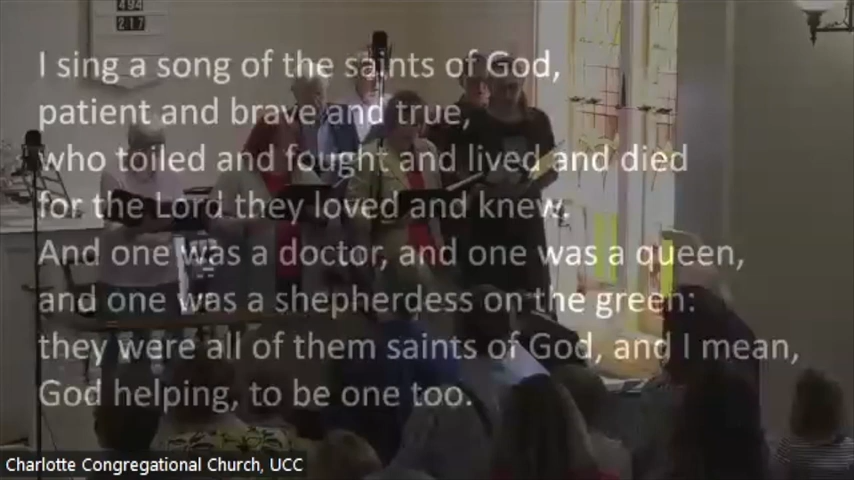 494
217
I sing a song of the saints of God,
patient and brave and true,
who toiled and fought and lived and died
for the Lord they loved and knew.
And one was a doctor, and one was a queen,
and one was a shepherdess on the green:
they were all of them saints of God, and I mean,
God helping, to be one too.
Charlotte Congregational Church, UCC